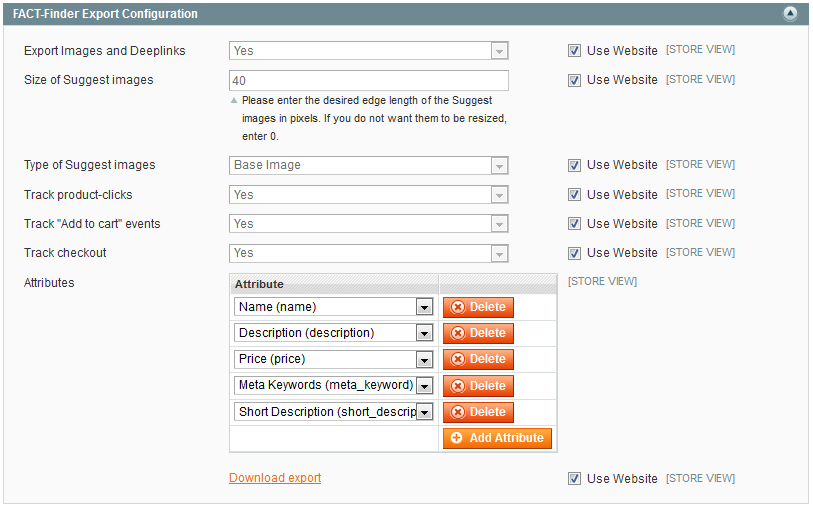 FACT-Finder Export Configuration
Export Images and Deeplinks Yes Use Website [STORE VIEW]
Size of Suggest images 40 Use Website [STORE VIEW]
Please enter the desired edge length of the Suggest
images in pixels. If you do not want them to be resized,
enter 0.
Type of Suggest images Base Image Use Website [STORE VIEW]
Track product-clicks Yes Use Website [STORE VIEW]
Track "Add to cart" events Yes Use Website [STORE VIEW]
Track checkout Yes Use Website [STORE VIEW]
Attributes [STORE VIEW]
Attribute
Name (name) Delete
Description (description) Delete
Price (price) Delete
Meta Keywords (meta_keyword) Delete
Short Description (short_descrip Delete
Add Attribute
Download export Use Website [STORE VIEW]